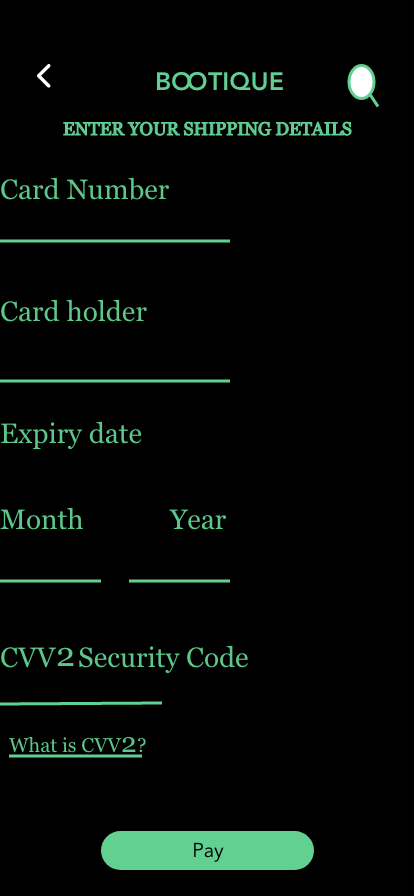 BOOTIQUE
ENTER YOUR SHIPPING DETAILS
Card Number
Card holder
Expiry date
Month Year
CVV2 Security Code
What is CVV2?
Pay